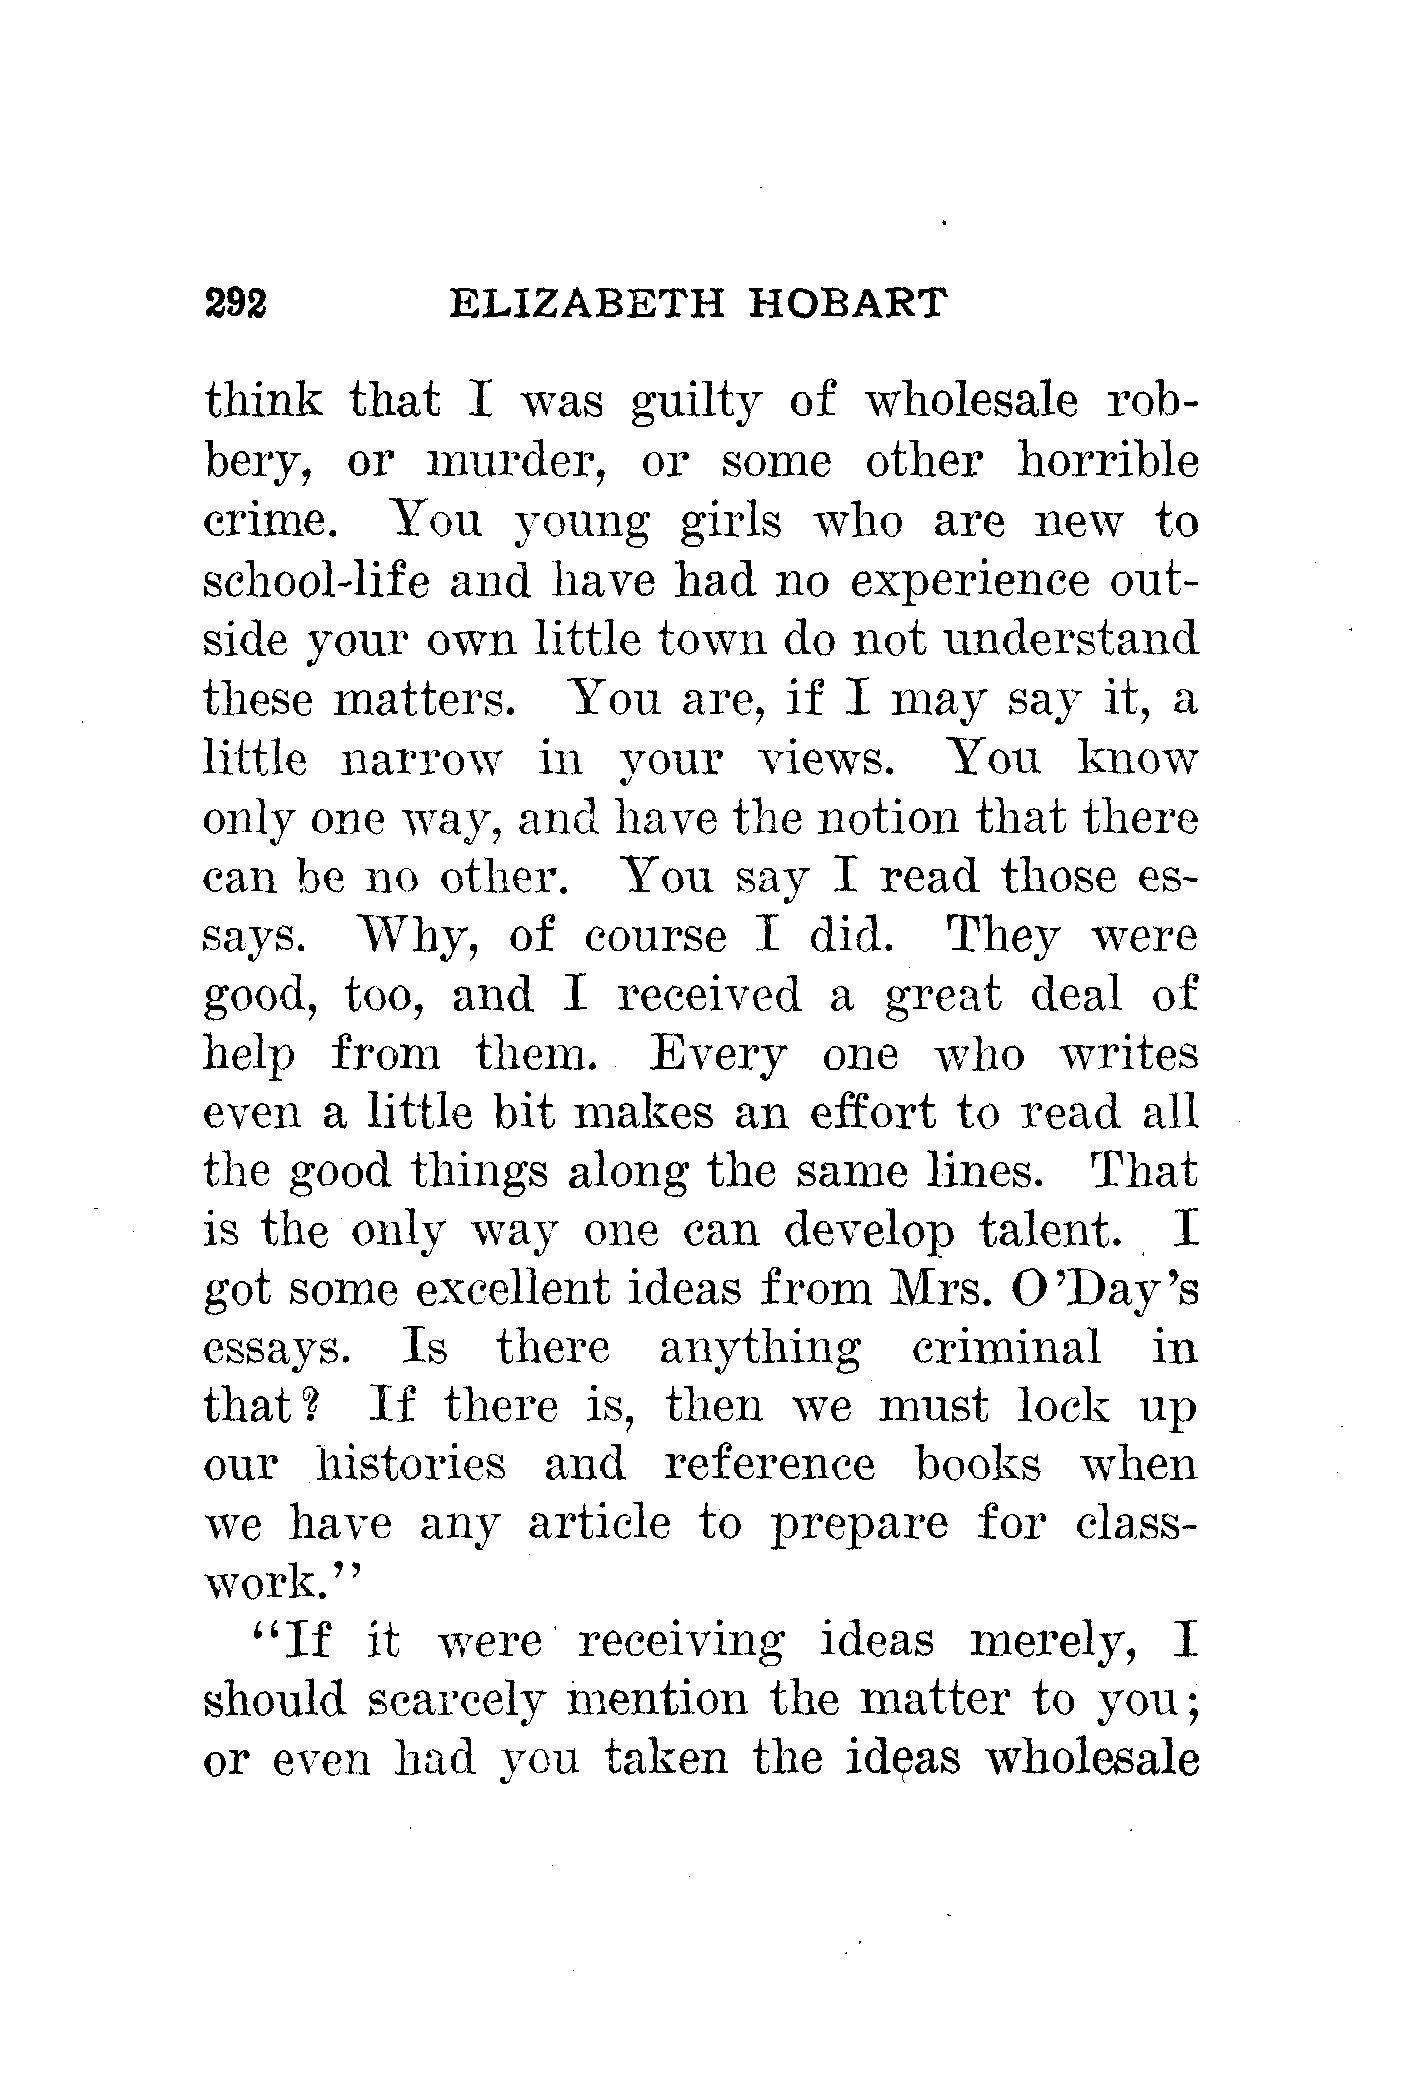 292 ELIZABETH HOBART
think that I was guilty of wholesale rob-
bery, or murder, or some other horrible
crime. You young girls who are new to
school-life and have had no experience out-
side your own little town do not understand
these matters. You are, if I may say it, a
little narrow in your views. You know
only one way, and have the notion that there
can be no other. You say I read those es-
says. Why, of course I did. They were
good, too, and I received a great deal of
help from them. Every one who writes
even a little bit makes an effort to read all
the good things along the same lines. That
is the only way one can develop talent. I
got some excellent ideas from Mrs. O'Day's
essays. Is there anything criminal in
that? If there is, then we must lock up
our histories and reference books when
we have any article to prepare for class-
work."
"If it were receiving ideas merely, I
should scarcely mention the matter to you;
or even had you taken the ideas wholesale